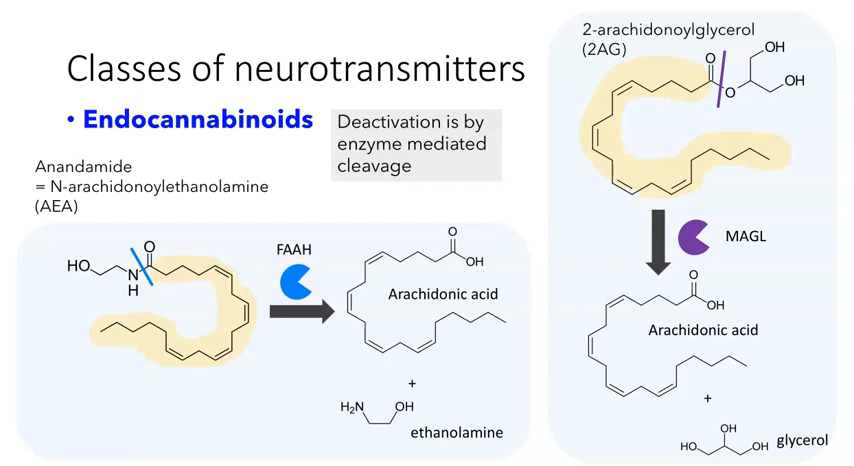 Classes of neurotransmitters
• Endocannabinoids
Deactivation is by
enzyme mediated
cleavage
Anandamide
= N-arachidonoylethanolamine
(AEA)
HO
N
H
O
FAAH
O
OH
Arachidonic acid
+
H₂N
OH
ethanolamine
2-arachidonoylglycerol
(2AG)
O
O
OH
OH
MAGL
O
OH
Arachidonic acid
+
OH
HO
OH
glycerol